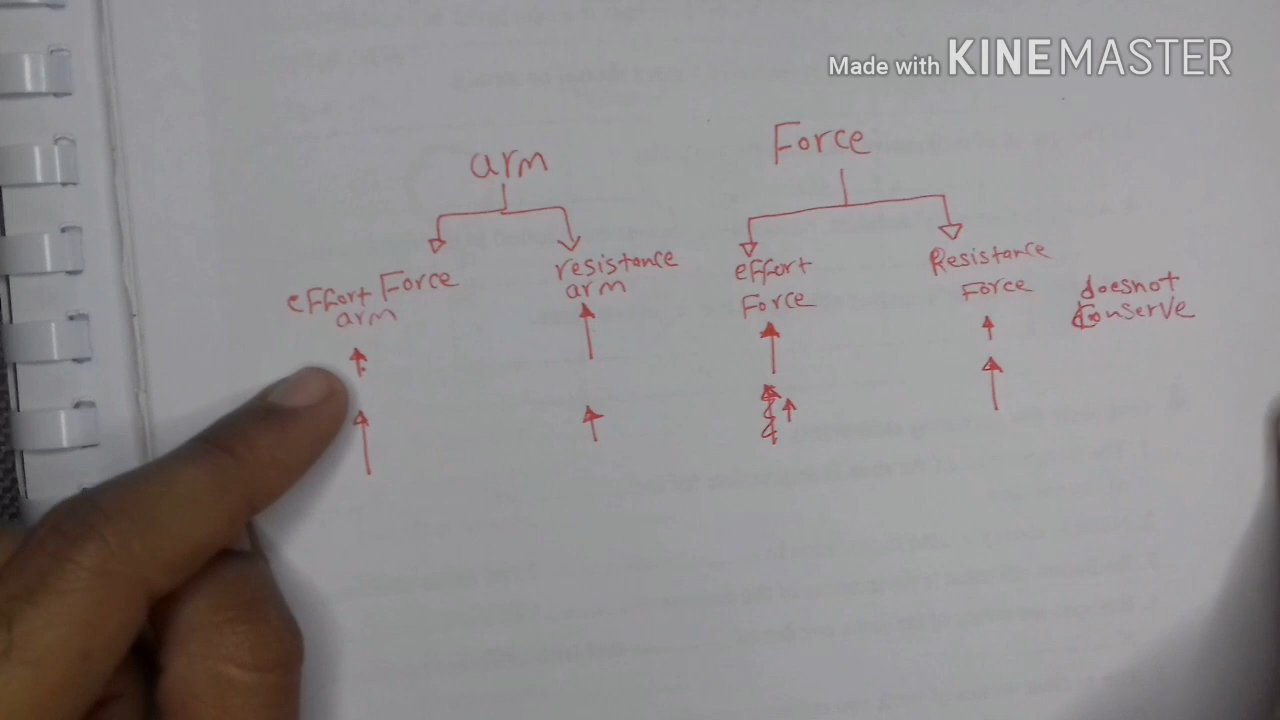 Made with KINEMASTER
arm
Force
effort Force
arm
resistance
arm
effort
Force
Resistance
Force
doesnot
conserve